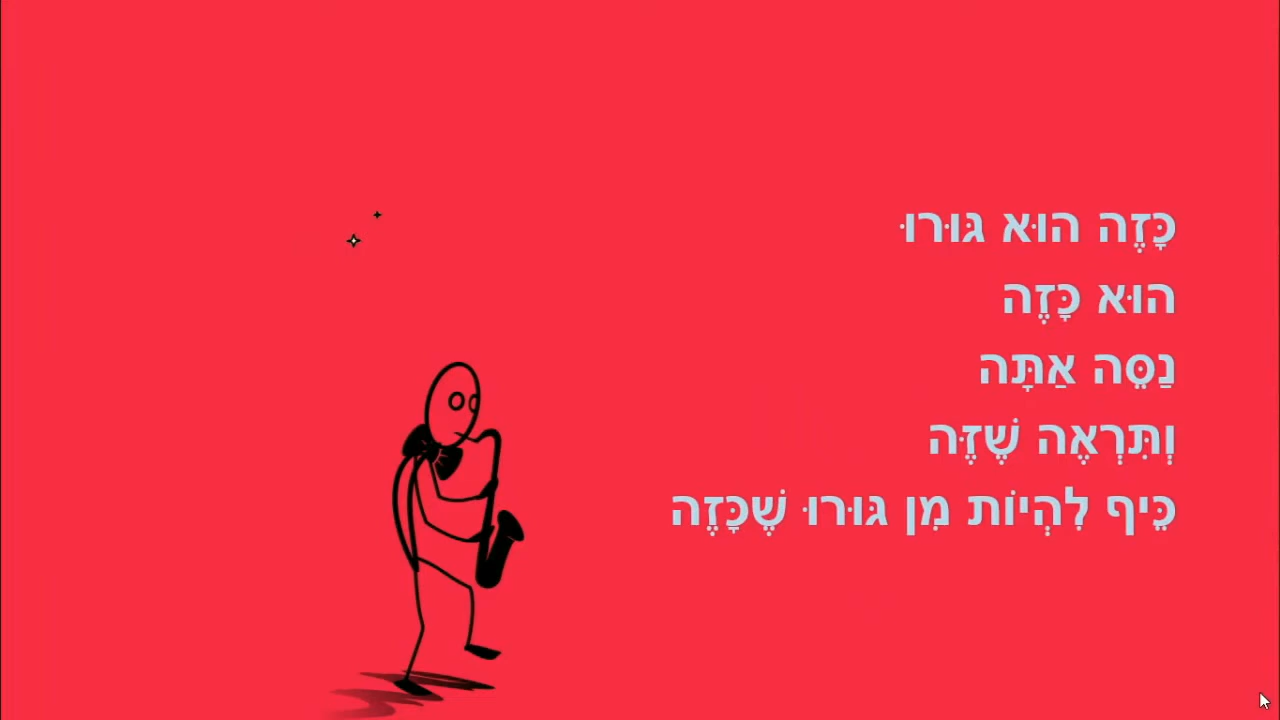 כָּזֶה הוּא גּוּרוּ
הוּא כָּזֶה
נַסֵּה אַתָּה
וְתִּרְאֶה שֶׁזֶּה
כֵּיף לִהְיוֹת מִן גּוּרוּ שֶׁכָּזֶה